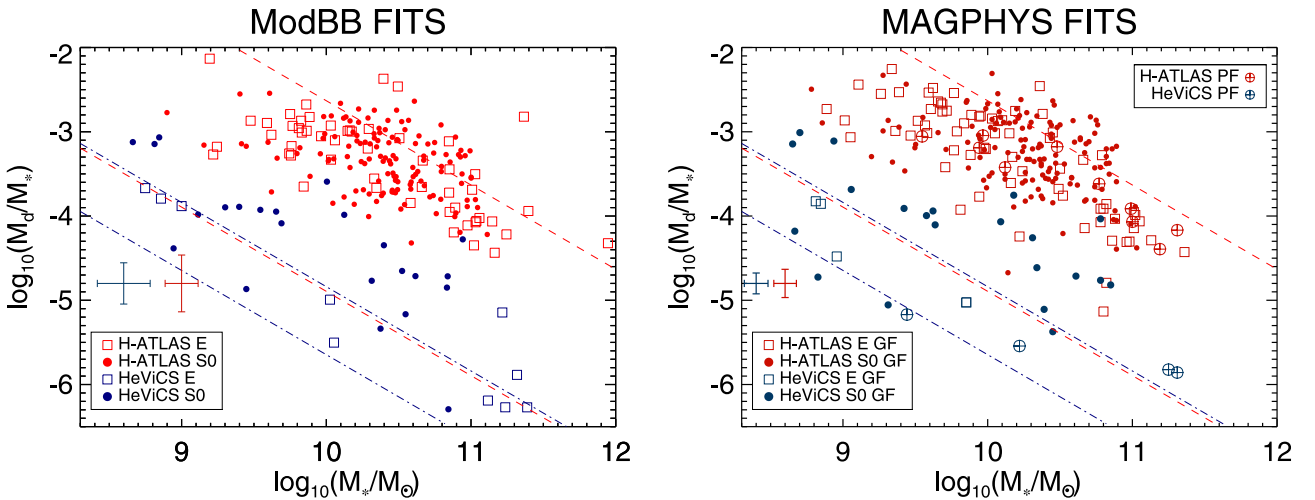 ModBB FITS
MAGPHYS FITS
-2
-3
-4
-5
-6
log10(Md/M*)
H-ATLAS E
H-ATLAS S0
HeViCS E
HeViCS S0
9 10 11 12
log10(M*/M⊙)
-2
-3
-4
-5
-6
log10(Md/M*)
H-ATLAS PF
HeViCS PF
H-ATLAS E GF
H-ATLAS S0 GF
HeViCS E GF
HeViCS S0 GF
9 10 11 12
log10(M*/M⊙)